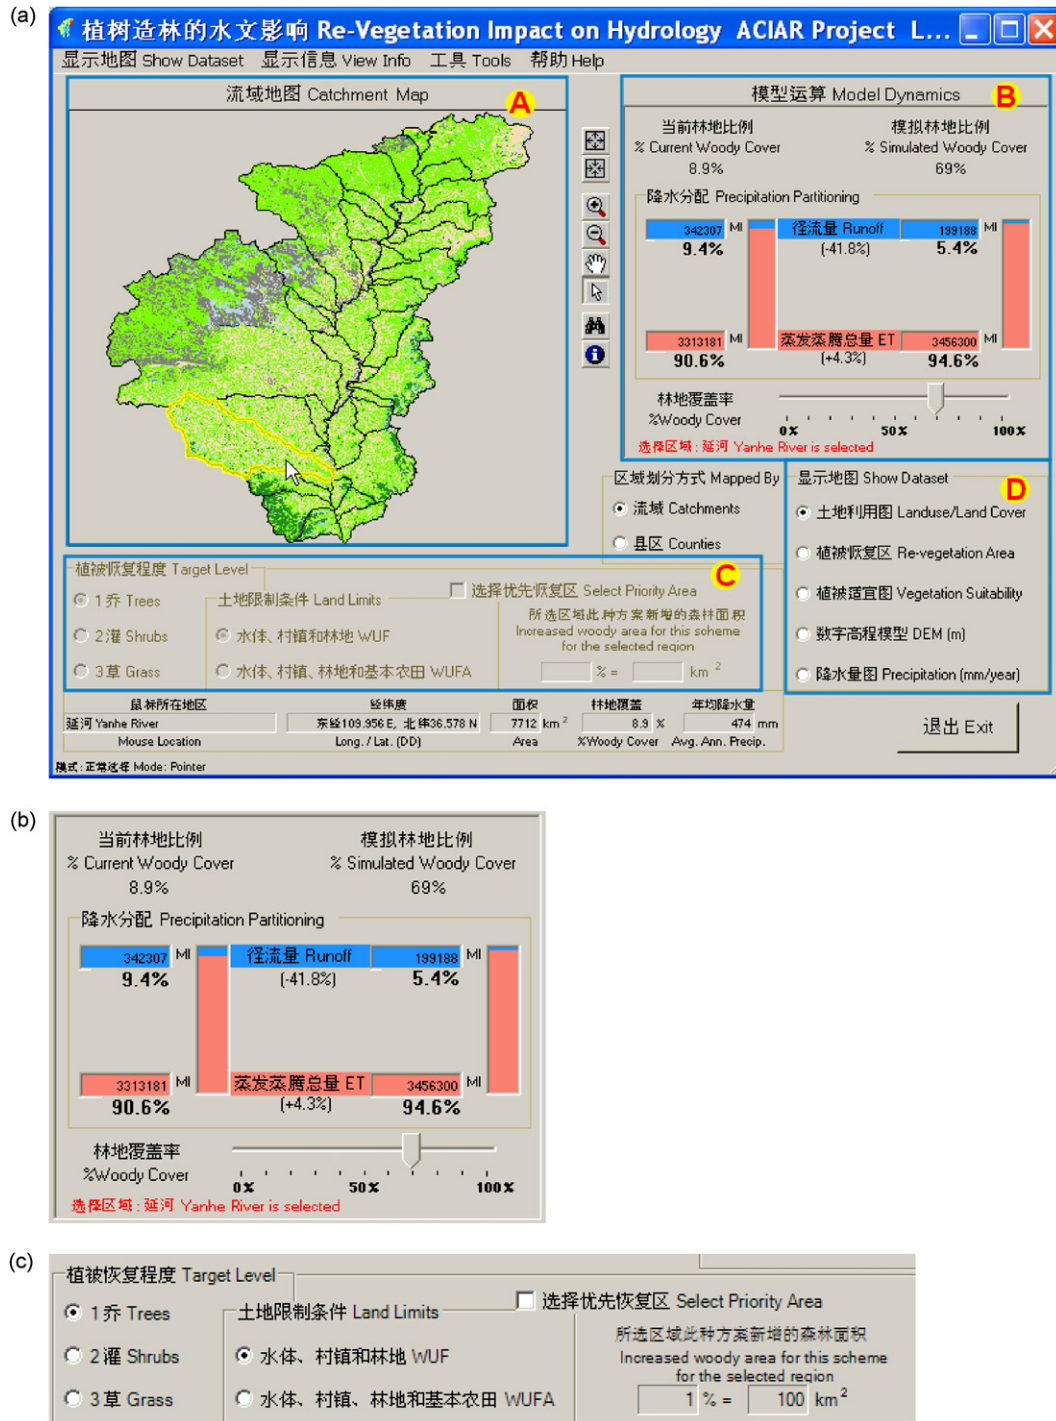 (a)
植树造林的水文影响 Re-Vegetation Impact on Hydrology ACIAR Project L...
显示地图 Show Dataset 显示信息 View Info 工具 Tools 帮助 Help
流域地图 Catchment Map
A
模型运算 Model Dynamics
B
当前林地比例 模拟林地比例
% Current Woody Cover % Simulated Woody Cover
8.9% 69%
降水分配 Precipitation Partitioning
342307 Ml 径流量 Runoff 199188 Ml
9.4% (-41.8%) 5.4%
3313181 Ml 蒸发蒸腾总量 ET 3456300 Ml
90.6% (+4.3%) 94.6%
林地覆盖率
%Woody Cover
0% 50% 100%
选择区域: 延河 Yanhe River is selected
区域划分方式 Mapped By
流域 Catchments
县区 Counties
显示地图 Show Dataset
D
土地利用图 Landuse/Land Cover
植被恢复区 Re-vegetation Area
植被适宜图 Vegetation Suitability
数字高程模型 DEM (m)
降水量图 Precipitation (mm/year)
植被恢复程度 Target Level
C
1乔 Trees
2灌 Shrubs
3草 Grass
土地限制条件 Land Limits
水体、村镇和林地 WUF
水体、村镇、林地和基本农田 WUFA
选择优先恢复区 Select Priority Area
所选区域此种方案新增的森林面积
Increased woody area for this scheme
for the selected region
% = km²
鼠标所在地区 经纬度 面积 林地覆盖 年均降水量
延河 Yanhe River 东经109.956 E, 北纬36.578 N 7712 km² 8.9 % 474 mm
Mouse Location Long. / Lat. (DD) Area %Woody Cover Avg. Ann. Precip.
退出 Exit
模式: 正常选择 Mode: Pointer
(b)
当前林地比例 模拟林地比例
% Current Woody Cover % Simulated Woody Cover
8.9% 69%
降水分配 Precipitation Partitioning
342307 Ml 径流量 Runoff 199188 Ml
9.4% (-41.8%) 5.4%
3313181 Ml 蒸发蒸腾总量 ET 3456300 Ml
90.6% (+4.3%) 94.6%
林地覆盖率
%Woody Cover
0% 50% 100%
选择区域: 延河 Yanhe River is selected
(c)
植被恢复程度 Target Level
1乔 Trees
2灌 Shrubs
3草 Grass
土地限制条件 Land Limits
水体、村镇和林地 WUF
水体、村镇、林地和基本农田 WUFA
选择优先恢复区 Select Priority Area
所选区域此种方案新增的森林面积
Increased woody area for this scheme
for the selected region
1 % = 100 km²